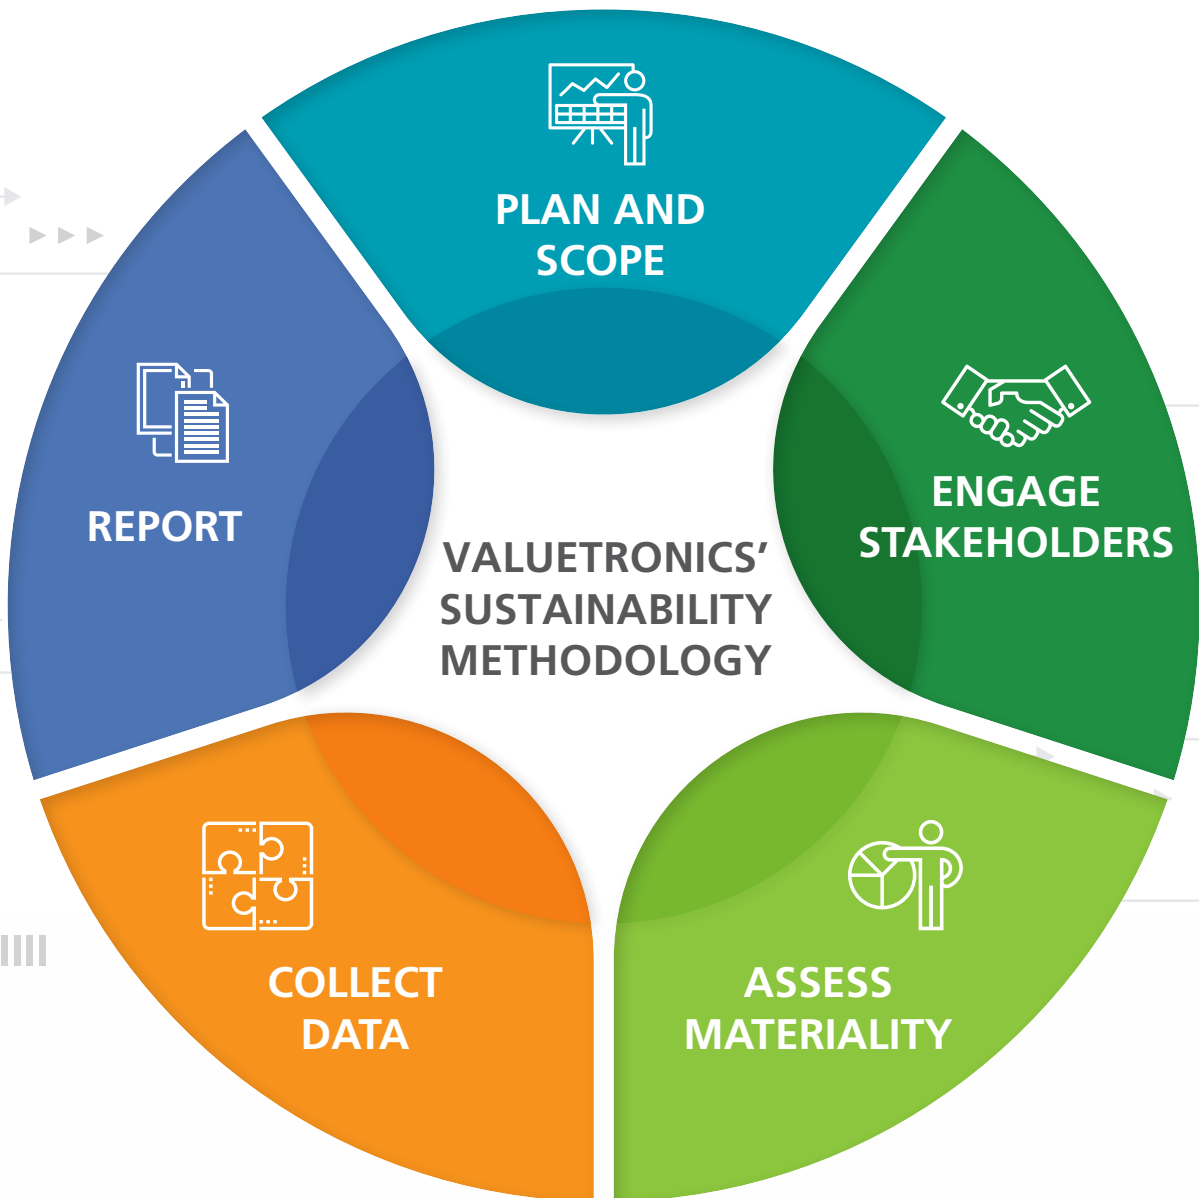 PLAN AND
SCOPE
ENGAGE
STAKEHOLDERS
REPORT
VALUETRONICS’
SUSTAINABILITY
METHODOLOGY
COLLECT
DATA
ASSESS
MATERIALITY